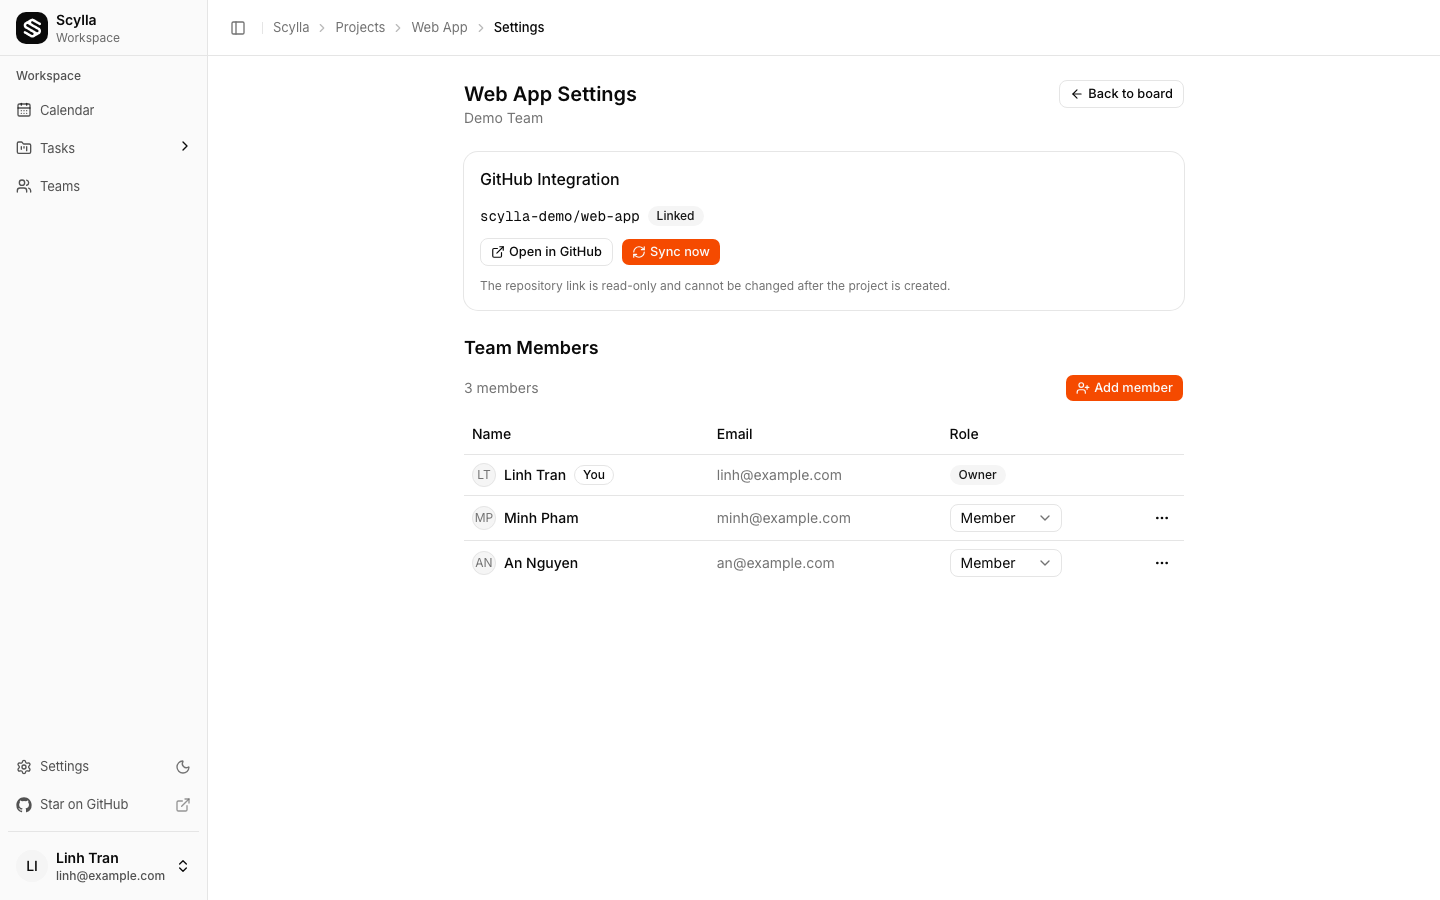 Scylla
Workspace
Workspace
Calendar
Tasks
Teams
Settings
Star on GitHub
LI
Linh Tran
linh@example.com
Scylla Projects Web App Settings
Web App Settings
Back to board
Demo Team
GitHub Integration
scylla-demo/web-app Linked
Open in GitHub Sync now
The repository link is read-only and cannot be changed after the project is created.
Team Members
3 members
Add member
Name Email Role
LT Linh Tran You linh@example.com Owner
MP Minh Pham minh@example.com Member
AN An Nguyen an@example.com Member